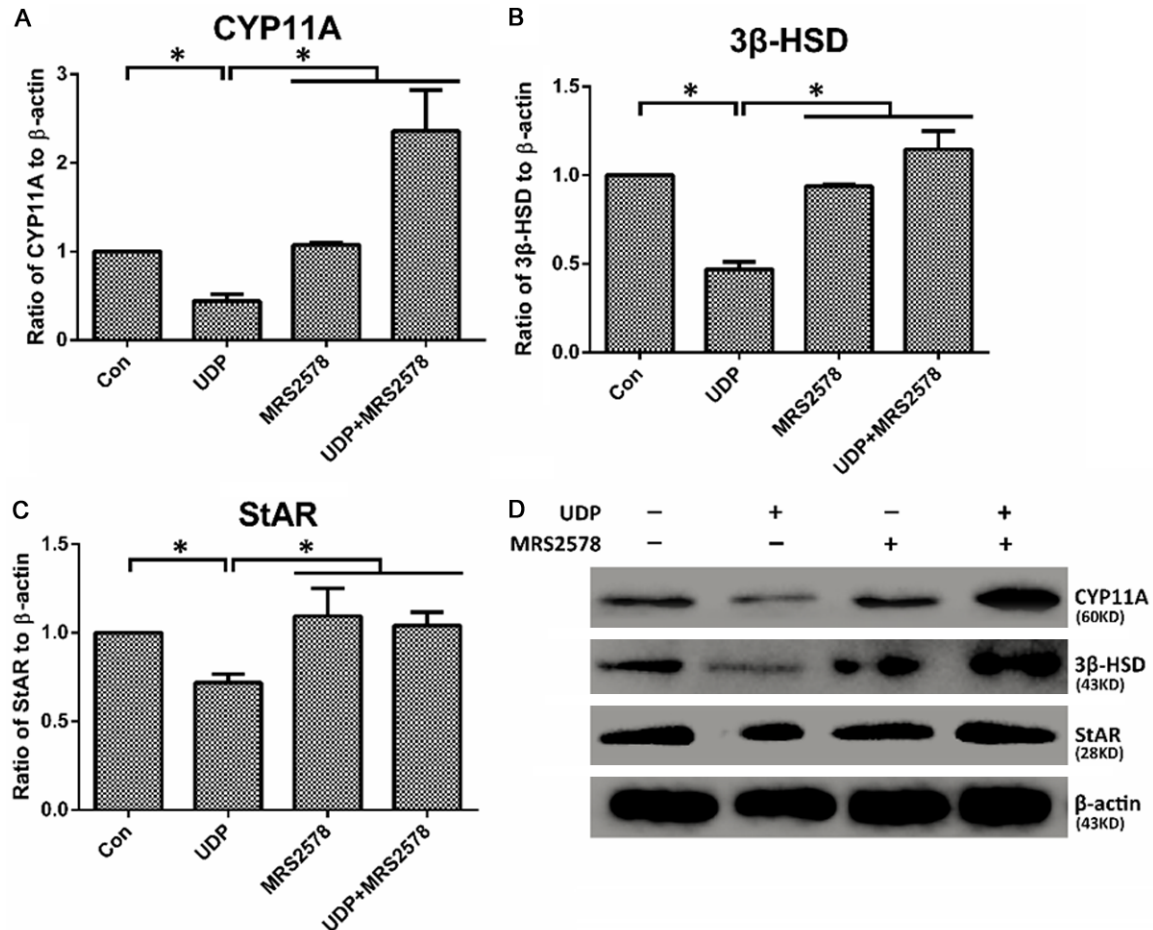 A
CYP11A
* *
Ratio of CYP11A to β-actin
3
2
1
0
Con
UDP
MRS2578
UDP+MRS2578
B
3β-HSD
* *
Ratio of 3β-HSD to β-actin
1.5
1.0
0.5
0.0
Con
UDP
MRS2578
UDP+MRS2578
C
StAR
* *
Ratio of StAR to β-actin
1.5
1.0
0.5
0.0
Con
UDP
MRS2578
UDP+MRS2578
D
UDP − + − +
MRS2578 − − + +
CYP11A
(60KD)
3β-HSD
(43KD)
StAR
(28KD)
β-actin
(43KD)